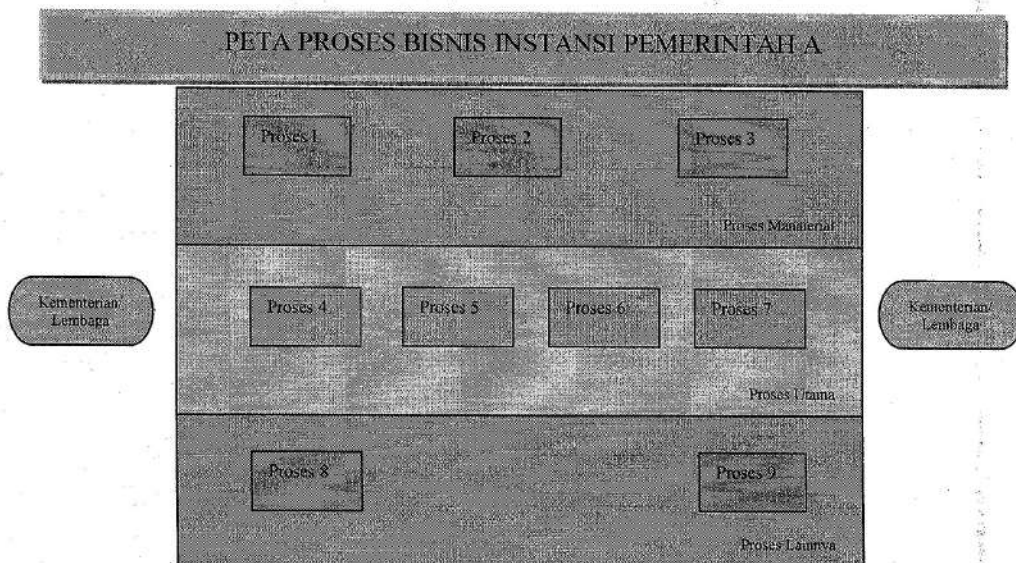 PETA PROSES BISNIS INSTANSI PEMERINTAH A
Proses 1
Proses 2
Proses 3
Proses Manajerial
Kementerian/
Lembaga
Proses 4
Proses 5
Proses 6
Proses 7
Kementerian/
Lembaga
Proses Utama
Proses 8
Proses 9
Proses Lainnya